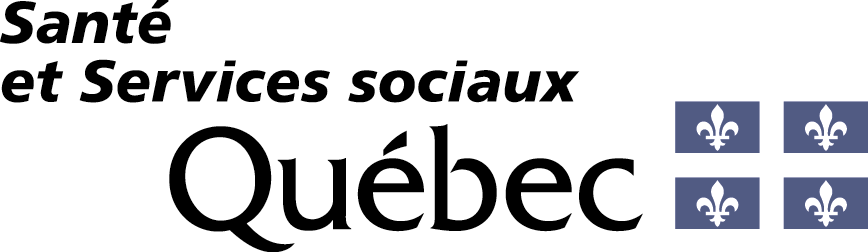 Santé
et Services sociaux
Québec